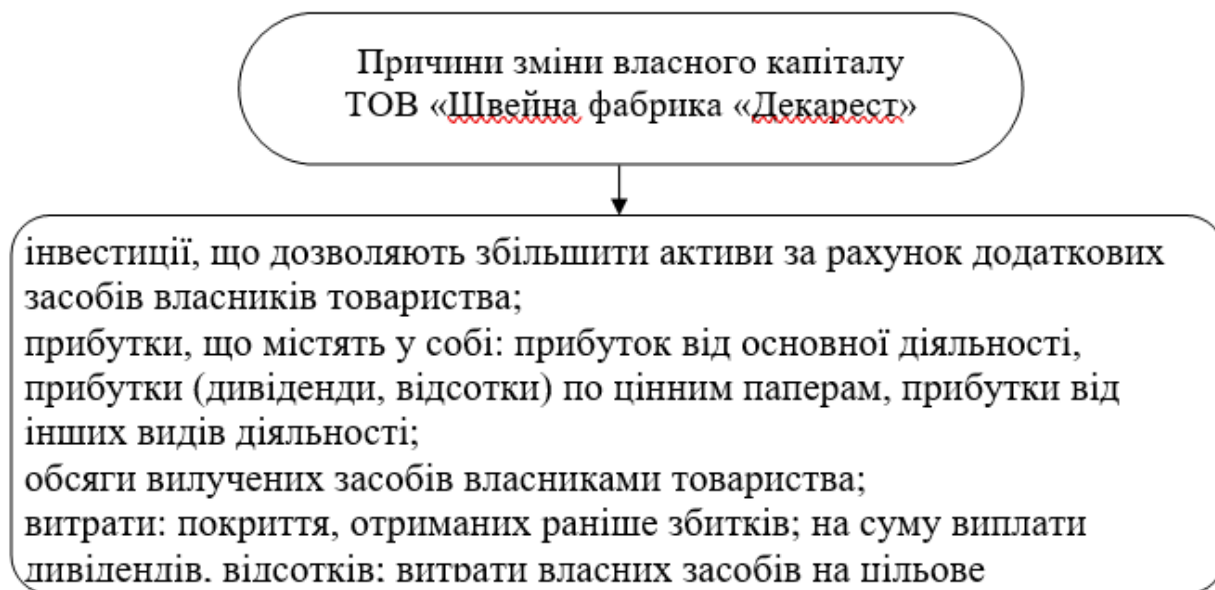 Причини зміни власного капіталу
ТОВ «Швейна фабрика «Декарест»
інвестиції, що дозволяють збільшити активи за рахунок додаткових
засобів власників товариства;
прибутки, що містять у собі: прибуток від основної діяльності,
прибутки (дивіденди, відсотки) по цінним паперам, прибутки від
інших видів діяльності;
обсяги вилучених засобів власниками товариства;
витрати: покриття, отриманих раніше збитків; на суму виплати
дивідендів, відсотків; витрати власних засобів на цільове